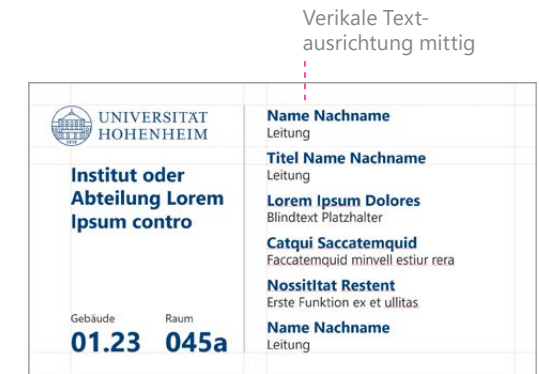 Verikale Text-
ausrichtung mittig
UNIVERSITÄT
HOHENHEIM
1818
Institut oder
Abteilung Lorem
Ipsum contro
Gebäude
01.23
Raum
045a
Name Nachname
Leitung
Titel Name Nachname
Leitung
Lorem Ipsum Dolores
Blindtext Platzhalter
Catqui Saccatemquid
Faccatemquid minvell estiur rera
NossitItat Restent
Erste Funktion ex et ullitas
Name Nachname
Leitung